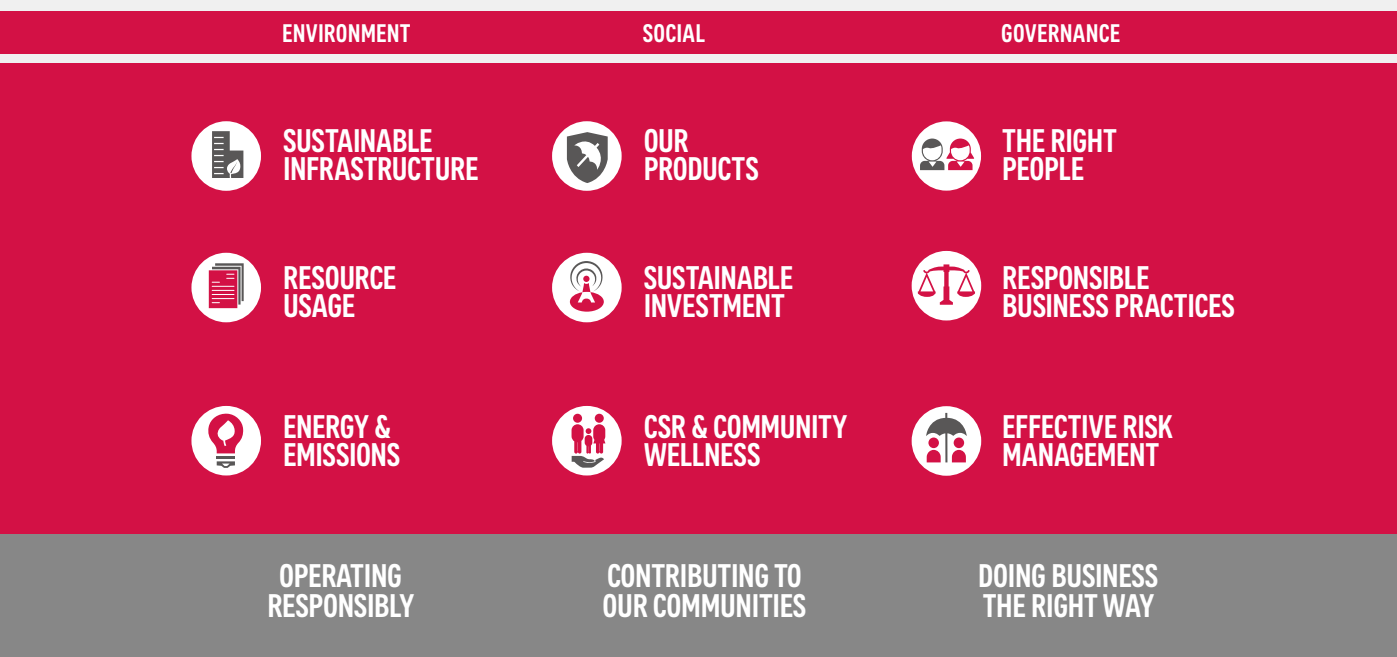 ENVIRONMENT
SOCIAL
GOVERNANCE
SUSTAINABLE
INFRASTRUCTURE
OUR
PRODUCTS
THE RIGHT
PEOPLE
RESOURCE
USAGE
SUSTAINABLE
INVESTMENT
RESPONSIBLE
BUSINESS PRACTICES
ENERGY &
EMISSIONS
CSR & COMMUNITY
WELLNESS
EFFECTIVE RISK
MANAGEMENT
OPERATING
RESPONSIBLY
CONTRIBUTING TO
OUR COMMUNITIES
DOING BUSINESS
THE RIGHT WAY